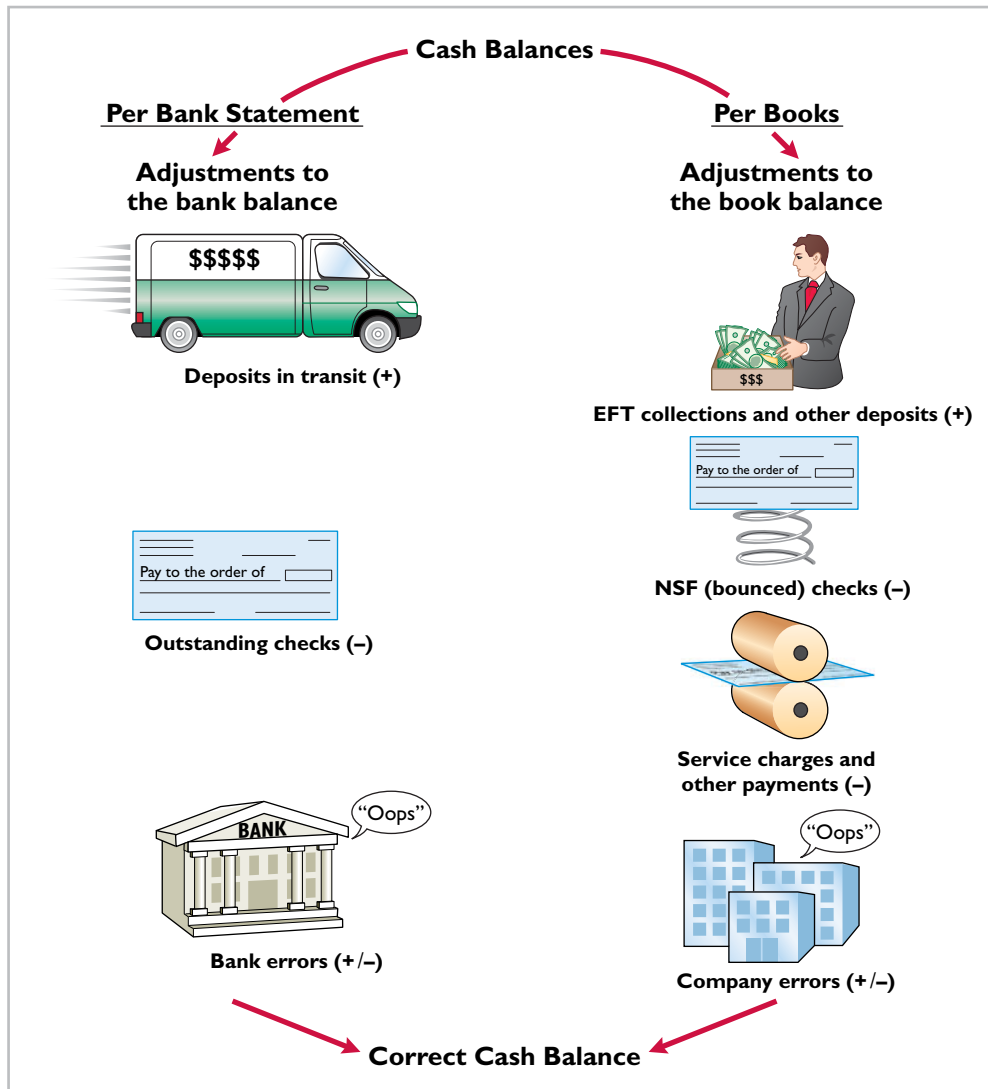 Cash Balances
Per Bank Statement
Adjustments to
the bank balance
$$$$$
Deposits in transit (+)
Pay to the order of
Outstanding checks (–)
BANK
“Oops”
Bank errors (+/–)
Per Books
Adjustments to
the book balance
$$$
EFT collections and other deposits (+)
Pay to the order of
NSF (bounced) checks (–)
Service charges and
other payments (–)
“Oops”
Company errors (+/–)
Correct Cash Balance